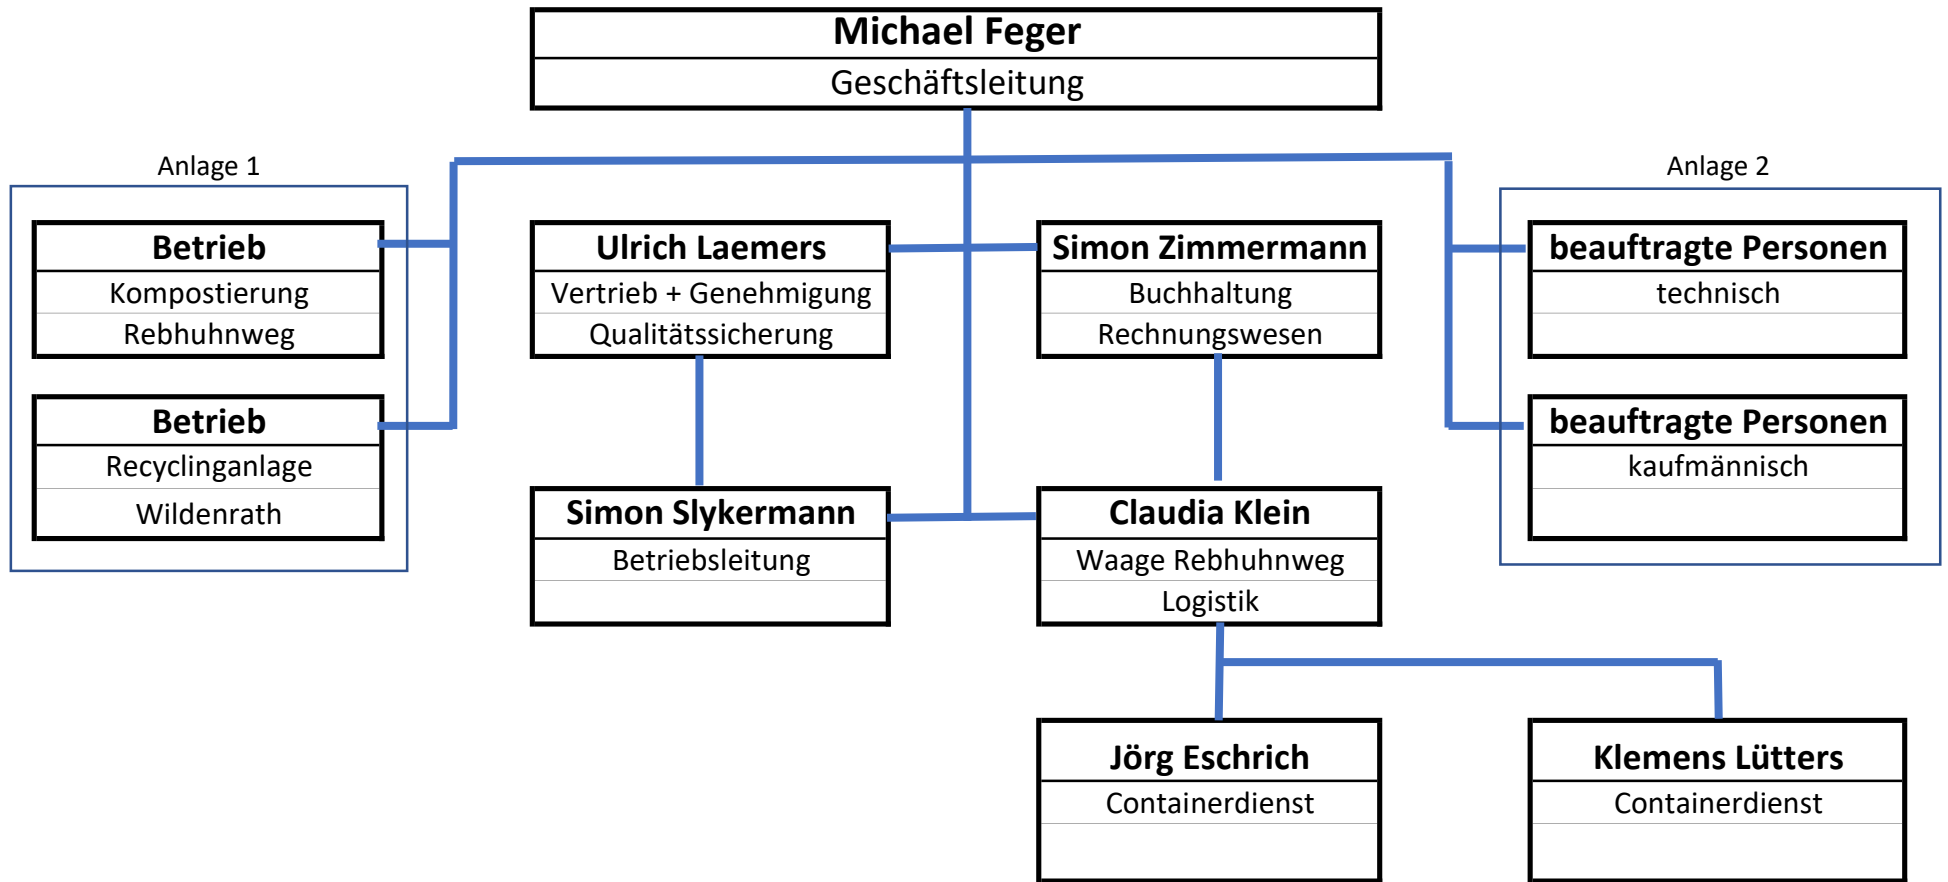 Michael Feger
Geschäftsleitung
Anlage 1
Anlage 2
Betrieb
Kompostierung
Rebhuhnweg
Ulrich Laemers
Vertrieb + Genehmigung
Qualitätssicherung
Simon Zimmermann
Buchhaltung
Rechnungswesen
beauftragte Personen
technisch
Betrieb
Recyclinganlage
Wildenrath
beauftragte Personen
kaufmännisch
Simon Slykermann
Betriebsleitung
Claudia Klein
Waage Rebhuhnweg
Logistik
Jörg Eschrich
Containerdienst
Klemens Lütters
Containerdienst